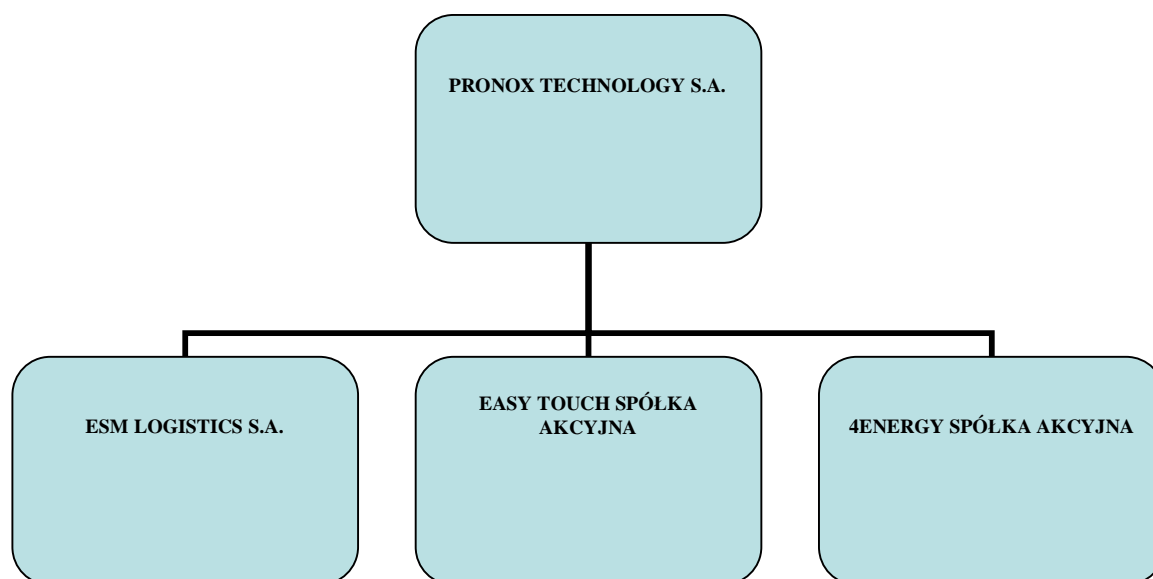 PRONOX TECHNOLOGY S.A.
ESM LOGISTICS S.A.
EASY TOUCH SPÓŁKA
AKCYJNA
4ENERGY SPÓŁKA AKCYJNA